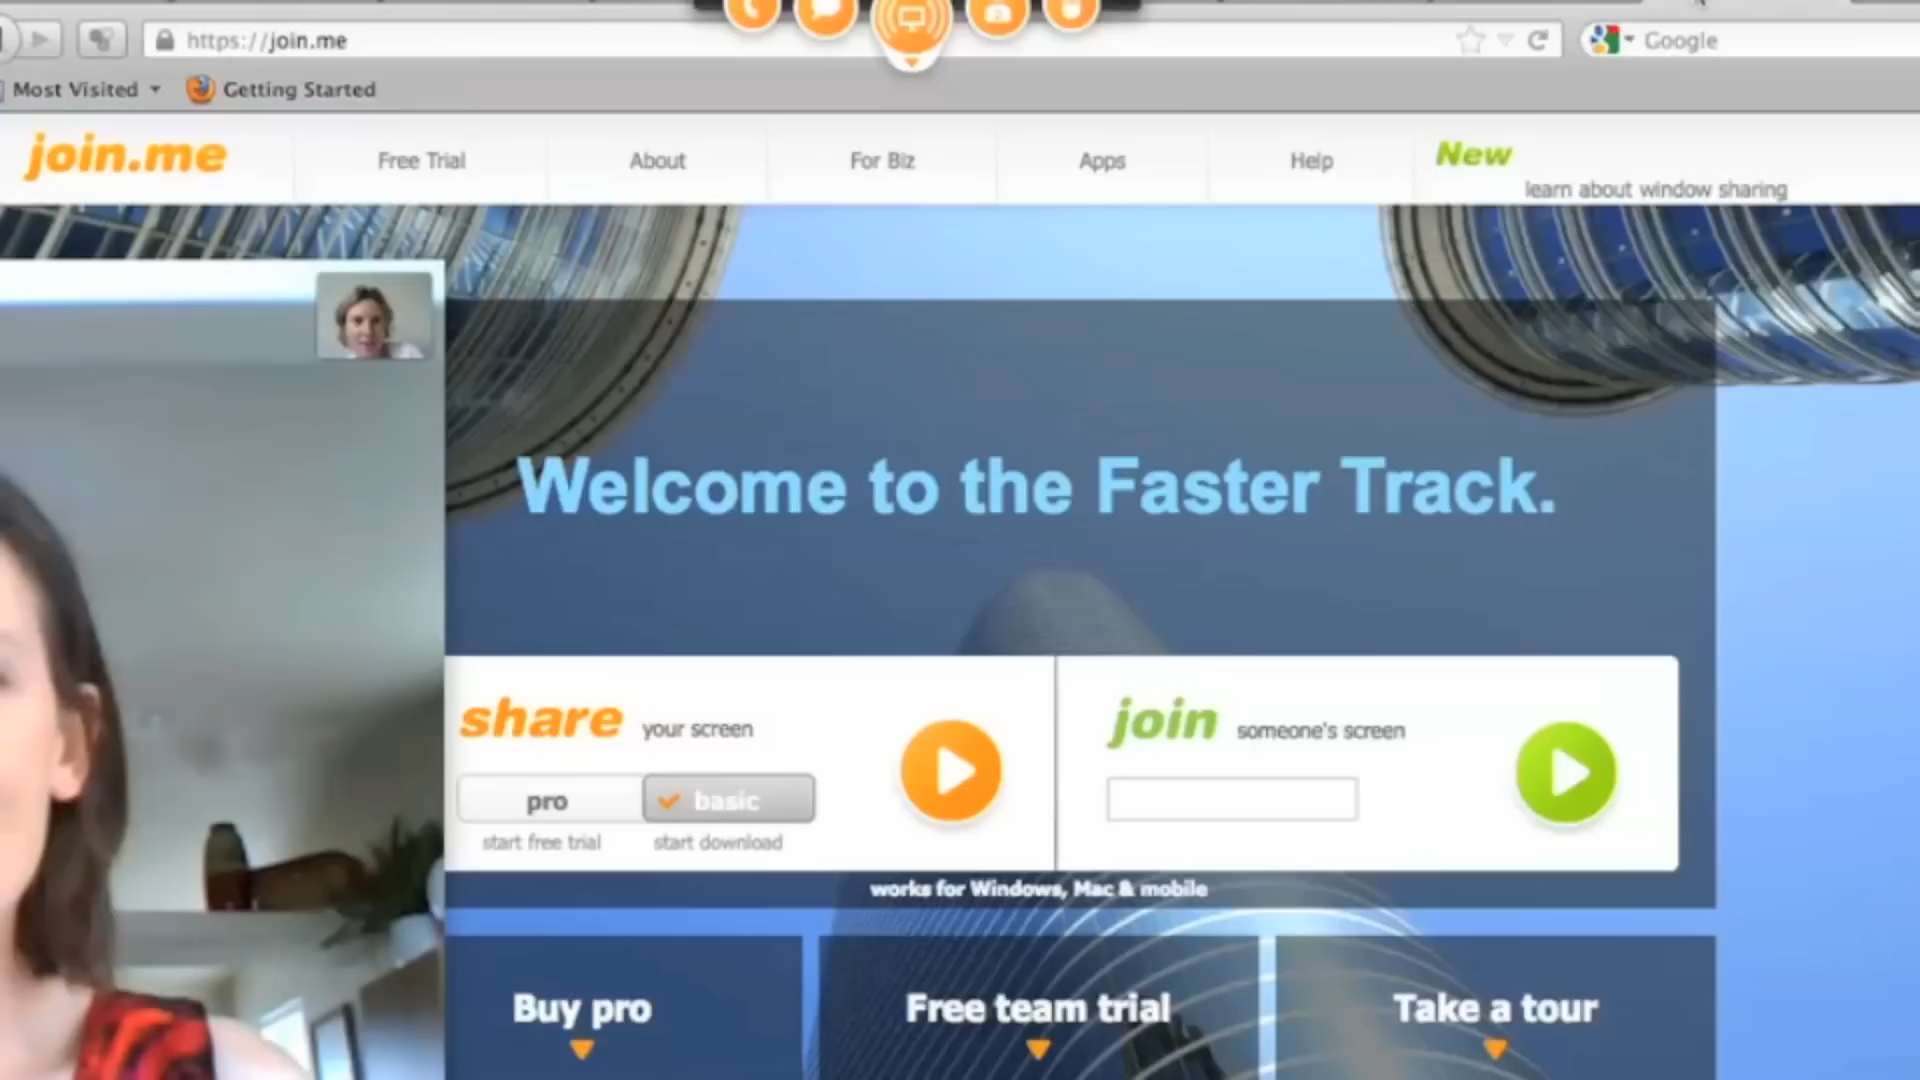 https://join.me
Google
Most Visited
Getting Started
join.me
Free Trial
About
For Biz
Apps
Help
New
learn about window sharing
Welcome to the Faster Track.
share your screen
join someone's screen
pro
basic
start free trial
start download
works for Windows, Mac & mobile
Buy pro
Free team trial
Take a tour